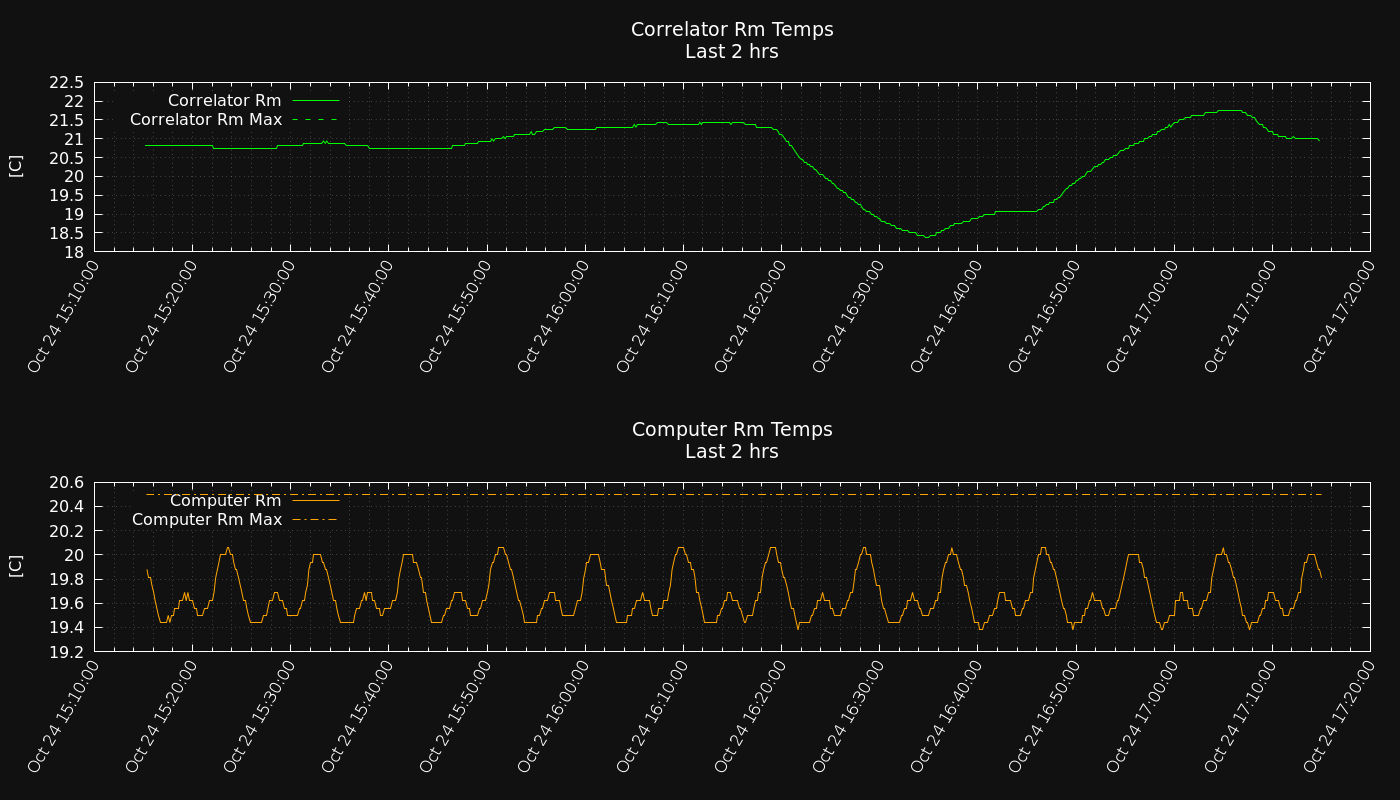 Correlator Rm Temps
Last 2 hrs
[C]
22.5
22
21.5
21
20.5
20
19.5
19
18.5
18
Correlator Rm
Correlator Rm Max
Oct 24 15:10:00
Oct 24 15:20:00
Oct 24 15:30:00
Oct 24 15:40:00
Oct 24 15:50:00
Oct 24 16:00:00
Oct 24 16:10:00
Oct 24 16:20:00
Oct 24 16:30:00
Oct 24 16:40:00
Oct 24 16:50:00
Oct 24 17:00:00
Oct 24 17:10:00
Oct 24 17:20:00
Computer Rm Temps
Last 2 hrs
[C]
20.6
20.4
20.2
20
19.8
19.6
19.4
19.2
Computer Rm
Computer Rm Max
Oct 24 15:10:00
Oct 24 15:20:00
Oct 24 15:30:00
Oct 24 15:40:00
Oct 24 15:50:00
Oct 24 16:00:00
Oct 24 16:10:00
Oct 24 16:20:00
Oct 24 16:30:00
Oct 24 16:40:00
Oct 24 16:50:00
Oct 24 17:00:00
Oct 24 17:10:00
Oct 24 17:20:00